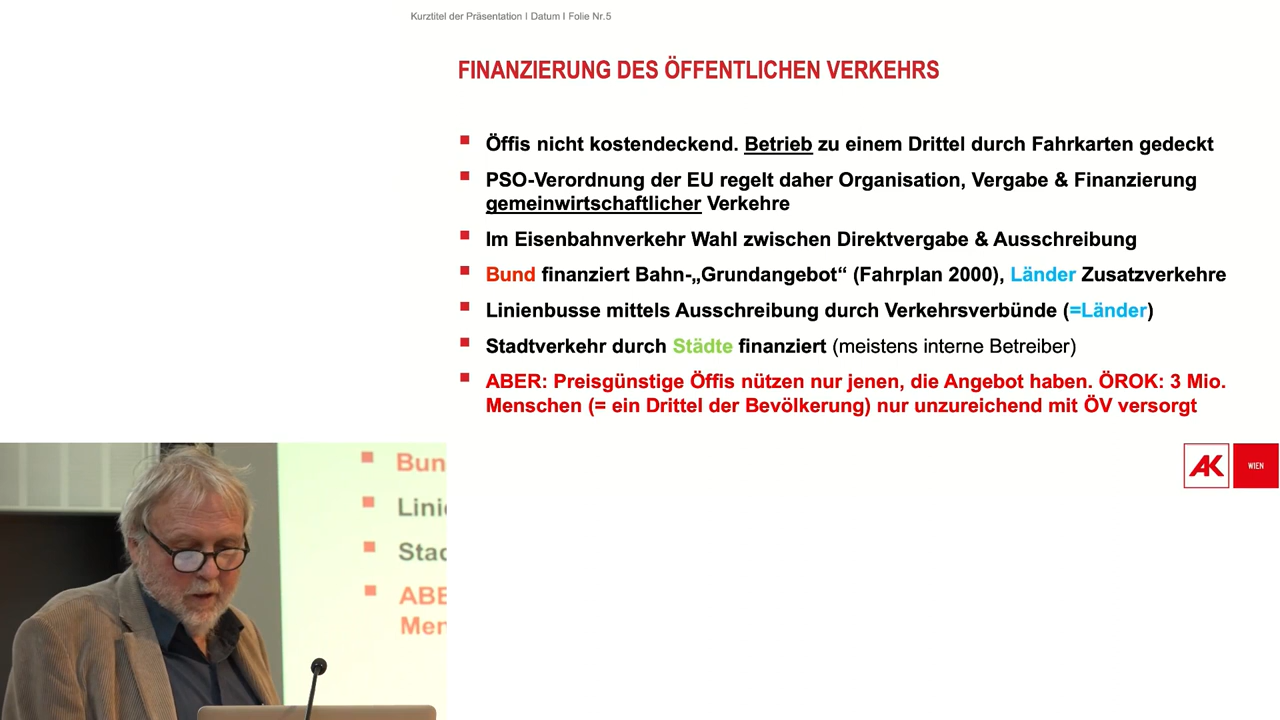 Kurztitel der Präsentation I Datum I Folie Nr.5
FINANZIERUNG DES ÖFFENTLICHEN VERKEHRS
Öffis nicht kostendeckend. Betrieb zu einem Drittel durch Fahrkarten gedeckt
PSO-Verordnung der EU regelt daher Organisation, Vergabe & Finanzierung
gemeinwirtschaftlicher Verkehre
Im Eisenbahnverkehr Wahl zwischen Direktvergabe & Ausschreibung
Bund finanziert Bahn-„Grundangebot“ (Fahrplan 2000), Länder Zusatzverkehre
Linienbusse mittels Ausschreibung durch Verkehrsverbünde (=Länder)
Stadtverkehr durch Städte finanziert (meistens interne Betreiber)
ABER: Preisgünstige Öffis nützen nur jenen, die Angebot haben. ÖROK: 3 Mio.
Menschen (= ein Drittel der Bevölkerung) nur unzureichend mit ÖV versorgt
AK WIEN
Bun
Linie
Stad
ABE
Men